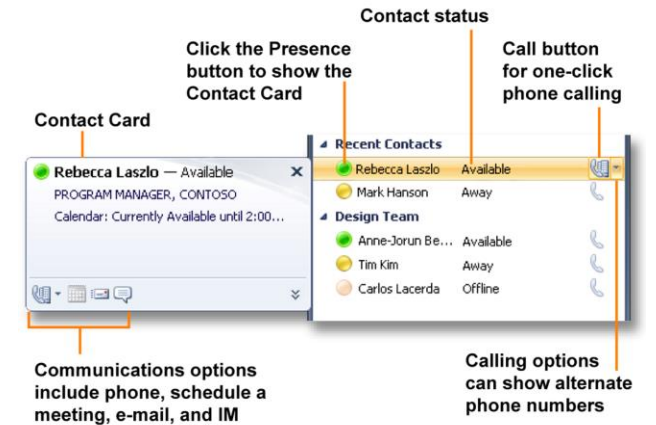 Contact status
Click the Presence
button to show the
Contact Card
Call button
for one-click
phone calling
Contact Card
Rebecca Laszlo — Available
PROGRAM MANAGER, CONTOSO
Calendar: Currently Available until 2:00...
Recent Contacts
Rebecca Laszlo Available
Mark Hanson Away
Design Team
Anne-Jorun Be... Available
Tim Kim Away
Carlos Lacerda Offline
Communications options
include phone, schedule a
meeting, e-mail, and IM
Calling options
can show alternate
phone numbers